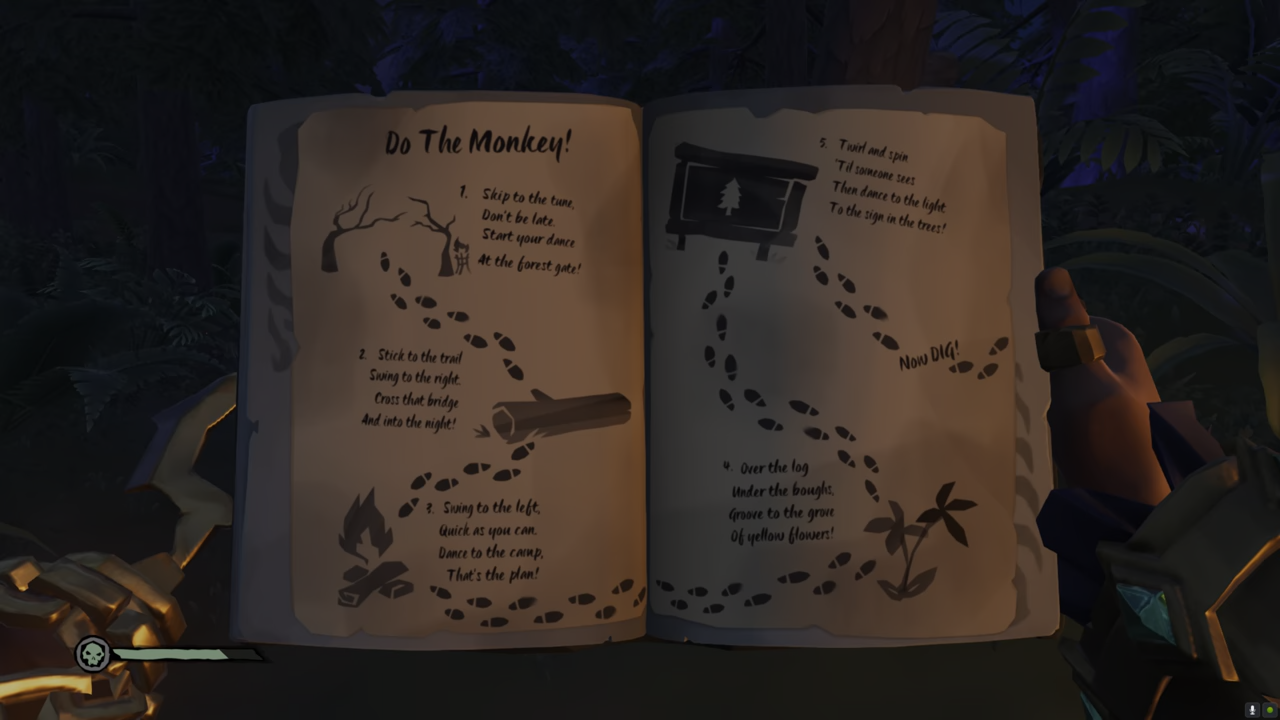 Do The Monkey!
1. Skip to the tune,
Don't be late.
Start your dance
At the forest gate!
2. Stick to the trail
Swing to the right.
Cross that bridge
And into the night!
3. Swing to the left,
Quick as you can.
Dance to the camp,
That's the plan!
4. Over the log
Under the boughs,
Groove to the grove
Of yellow flowers!
5. Twirl and spin
'Til someone sees
Then dance to the light
To the sign in the trees!
Now DIG!